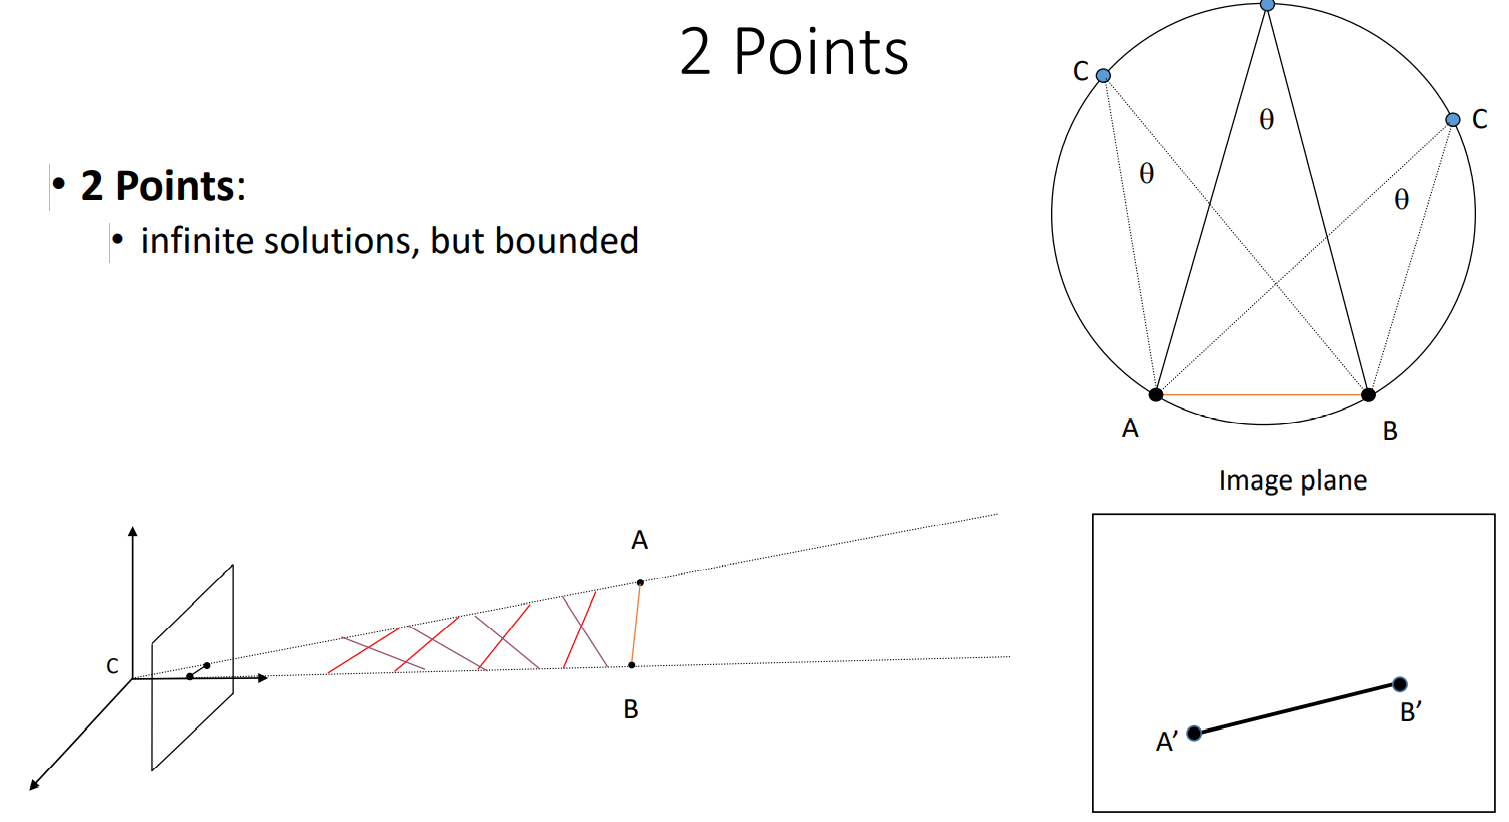 2 Points
• 2 Points:
• infinite solutions, but bounded
C
C
θ
θ
θ
A
B
Image plane
A
C
B
B’
A’